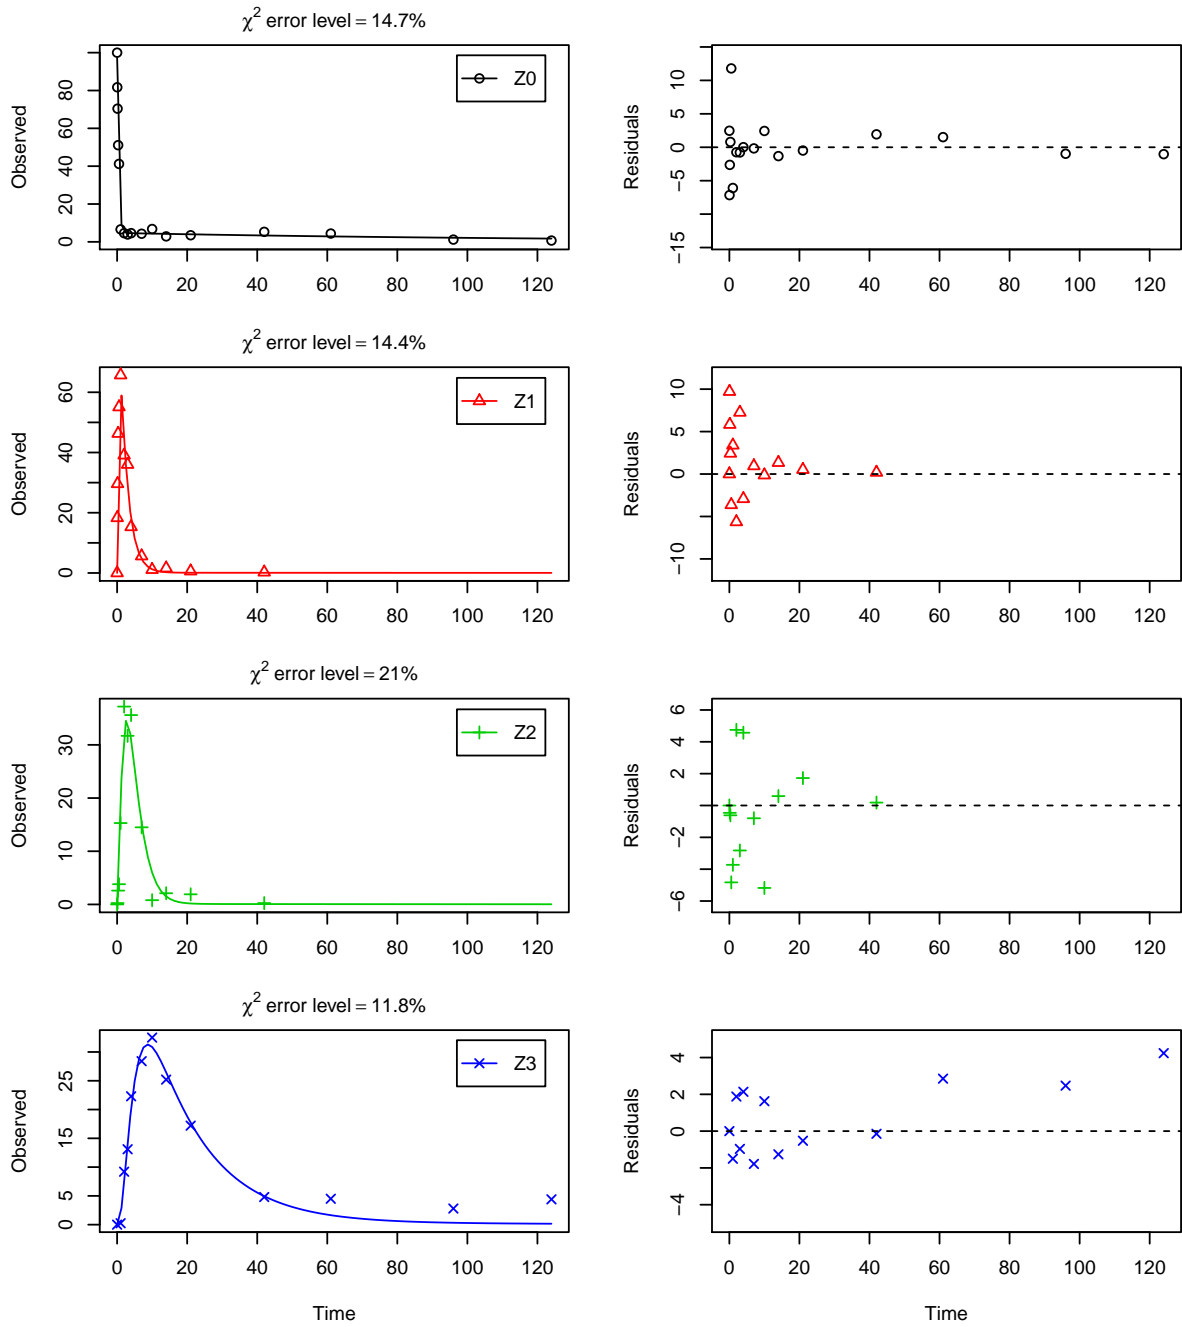 χ² error level = 14.7%
Observed
0 20 40 60 80
Z0
0 20 40 60 80 100 120
Residuals
−15 −5 0 5 10
0 20 40 60 80 100 120
χ² error level = 14.4%
Observed
0 20 40 60
Z1
0 20 40 60 80 100 120
Residuals
−10 0 5 10
0 20 40 60 80 100 120
χ² error level = 21%
Observed
0 10 20 30
Z2
0 20 40 60 80 100 120
Residuals
−6 −2 2 4 6
0 20 40 60 80 100 120
χ² error level = 11.8%
Observed
0 5 15 25
Z3
0 20 40 60 80 100 120
Time
Residuals
−4 0 2 4
0 20 40 60 80 100 120
Time